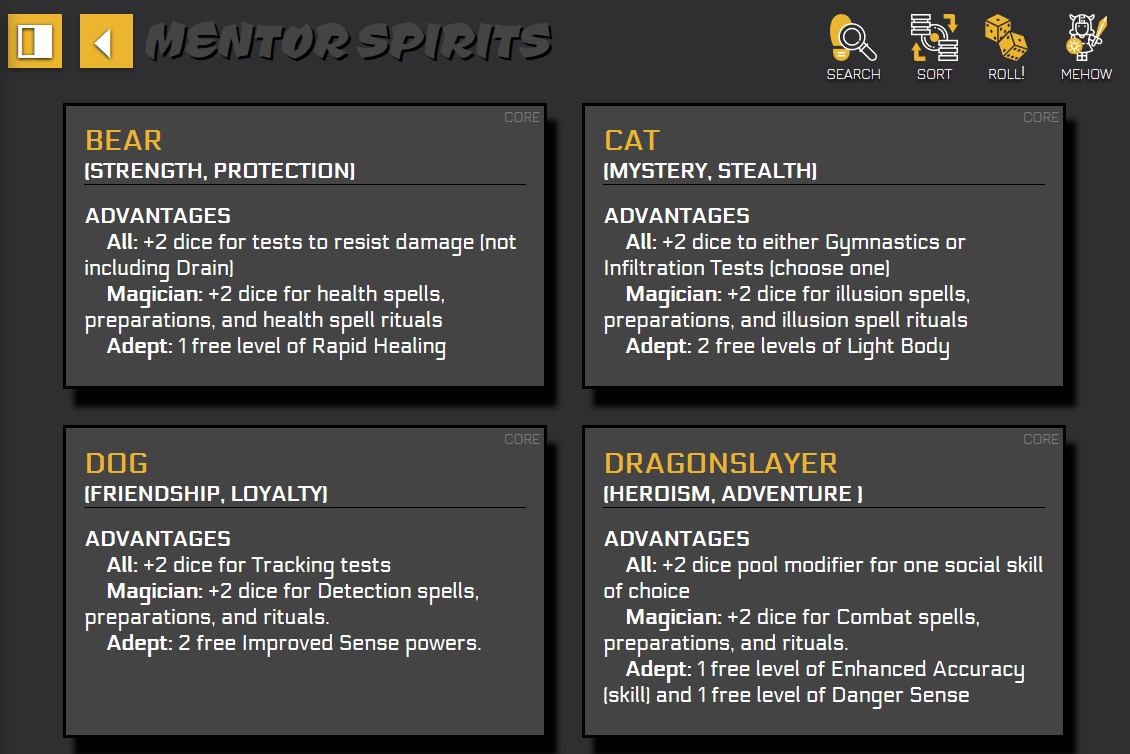 MENTOR SPIRITS
SEARCH
SORT
ROLL!
MEHOW
CORE
BEAR
(STRENGTH, PROTECTION)
ADVANTAGES
All: +2 dice for tests to resist damage (not
including Drain)
Magician: +2 dice for health spells,
preparations, and health spell rituals
Adept: 1 free level of Rapid Healing
CORE
CAT
(MYSTERY, STEALTH)
ADVANTAGES
All: +2 dice to either Gymnastics or
Infiltration Tests (choose one)
Magician: +2 dice for illusion spells,
preparations, and illusion spell rituals
Adept: 2 free levels of Light Body
CORE
DOG
(FRIENDSHIP, LOYALTY)
ADVANTAGES
All: +2 dice for Tracking tests
Magician: +2 dice for Detection spells,
preparations, and rituals.
Adept: 2 free Improved Sense powers.
CORE
DRAGONSLAYER
(HEROISM, ADVENTURE )
ADVANTAGES
All: +2 dice pool modifier for one social skill
of choice
Magician: +2 dice for Combat spells,
preparations, and rituals.
Adept: 1 free level of Enhanced Accuracy
(skill) and 1 free level of Danger Sense